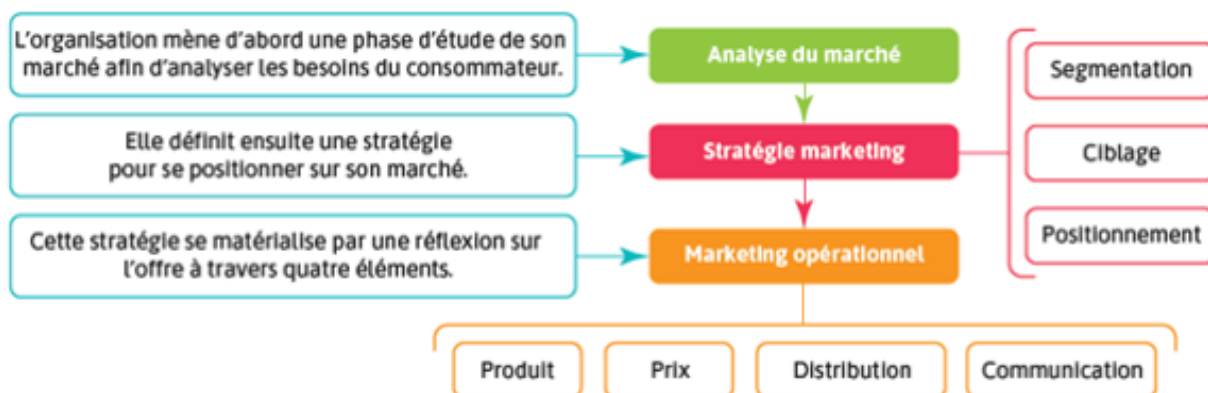 L'organisation mène d'abord une phase d'étude de son
marché afin d'analyser les besoins du consommateur.
Analyse du marché
Elle définit ensuite une stratégie
pour se positionner sur son marché.
Stratégie marketing
Segmentation
Ciblage
Positionnement
Cette stratégie se matérialise par une réflexion sur
l'offre à travers quatre éléments.
Marketing opérationnel
Produit
Prix
Distribution
Communication